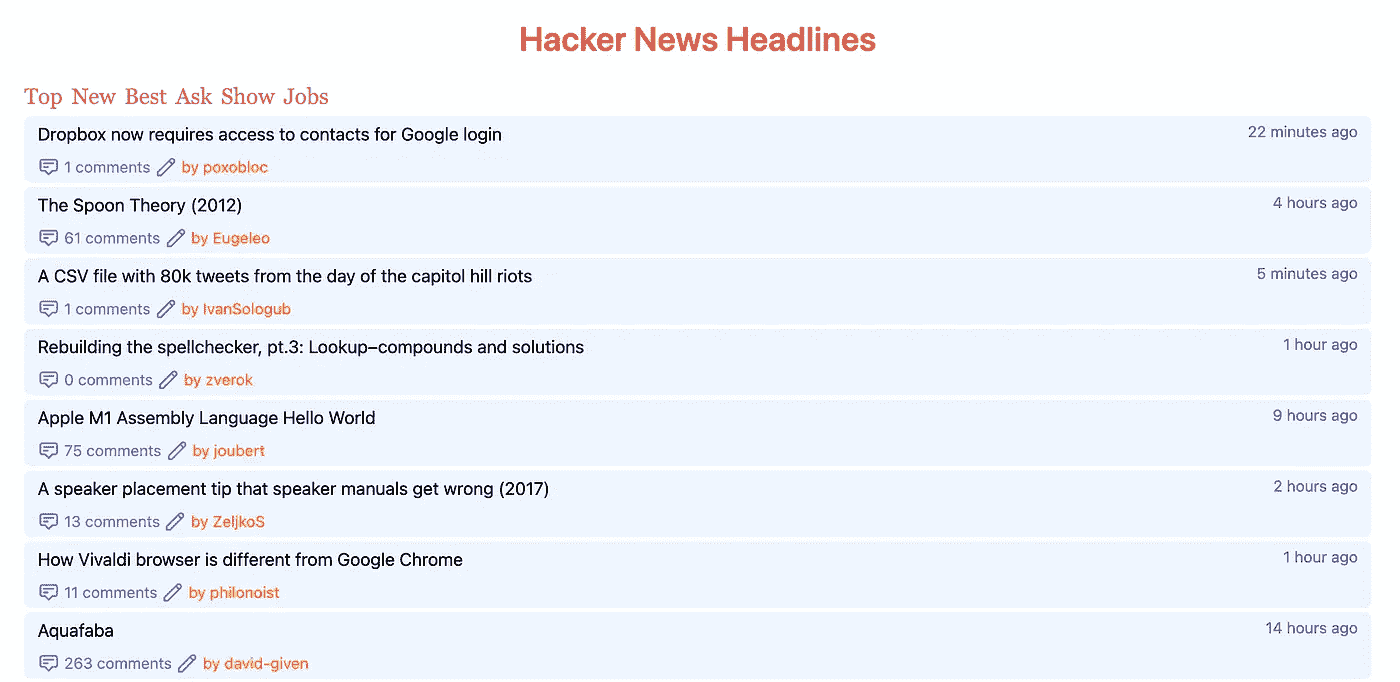 Hacker News Headlines
Top New Best Ask Show Jobs
Dropbox now requires access to contacts for Google login
22 minutes ago
1 comments by poxobloc
The Spoon Theory (2012)
4 hours ago
61 comments by Eugeleo
A CSV file with 80k tweets from the day of the capitol hill riots
5 minutes ago
1 comments by IvanSologub
Rebuilding the spellchecker, pt.3: Lookup–compounds and solutions
1 hour ago
0 comments by zverok
Apple M1 Assembly Language Hello World
9 hours ago
75 comments by joubert
A speaker placement tip that speaker manuals get wrong (2017)
2 hours ago
13 comments by ZeljkoS
How Vivaldi browser is different from Google Chrome
1 hour ago
11 comments by philonoist
Aquafaba
14 hours ago
263 comments by david-given